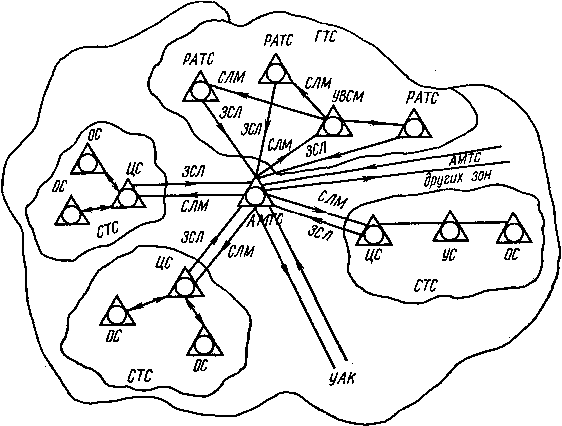 РАТС
ГТС
РАТС
СЛМ
СЛМ
УВСМ
РАТС
ЗСЛ
ЗСЛ
СЛМ
ЗСЛ
ОС
ОС
ЦС
ЗСЛ
СЛМ
СТС
АМТС
других зон
АМТС
СЛМ
ЗСЛ
ЦС
УС
ОС
СТС
ЗСЛ
СЛМ
ЦС
ОС
ОС
СТС
УАК